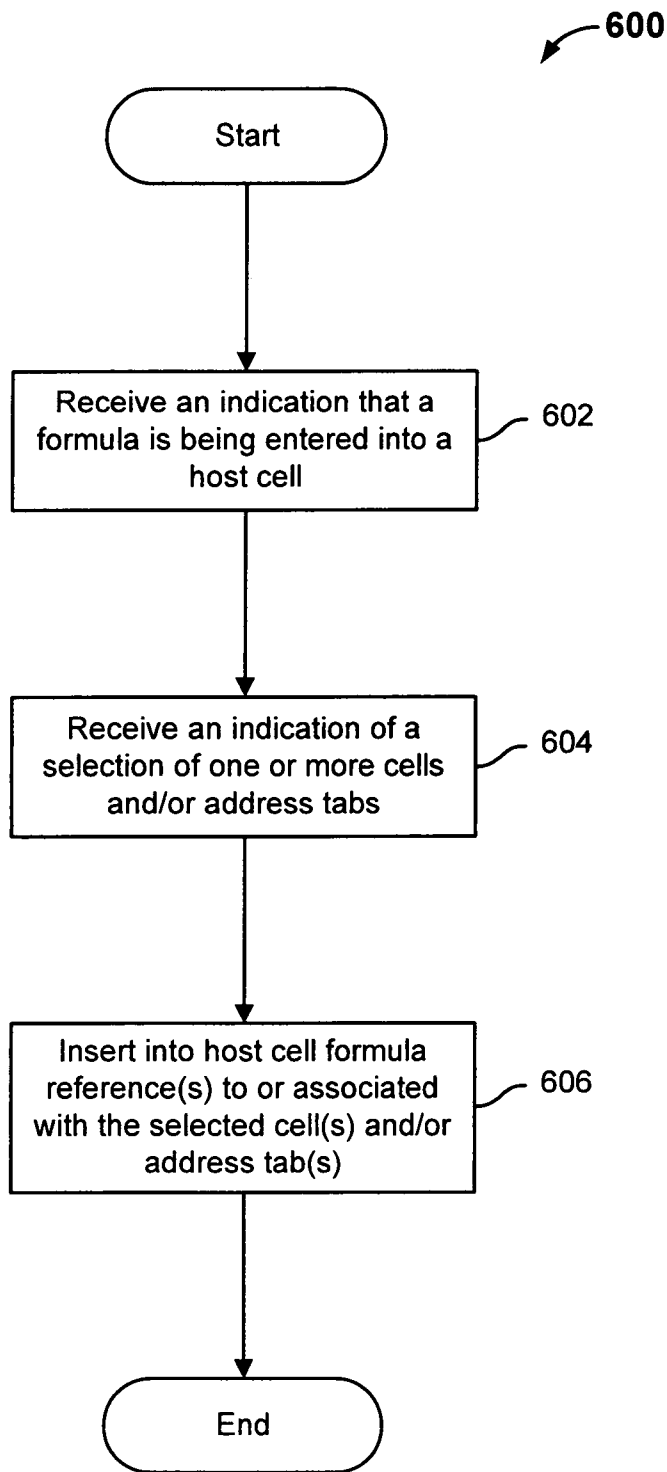 600
Start
Receive an indication that a
formula is being entered into a
host cell
602
Receive an indication of a
selection of one or more cells
and/or address tabs
604
Insert into host cell formula
reference(s) to or associated
with the selected cell(s) and/or
address tab(s)
606
End